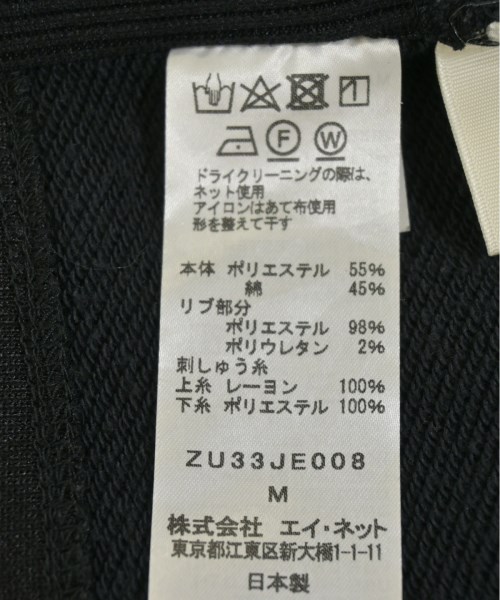 F W
ドライクリーニングの際は、
ネット使用
アイロンはあて布使用
形を整えて干す
本体 ポリエステル 55%
綿 45%
リブ部分
ポリエステル 98%
ポリウレタン 2%
刺しゅう糸
上糸 レーヨン 100%
下糸 ポリエステル 100%
ZU33JE008
M
株式会社 エイ・ネット
東京都江東区新大橋1-1-11
日本製